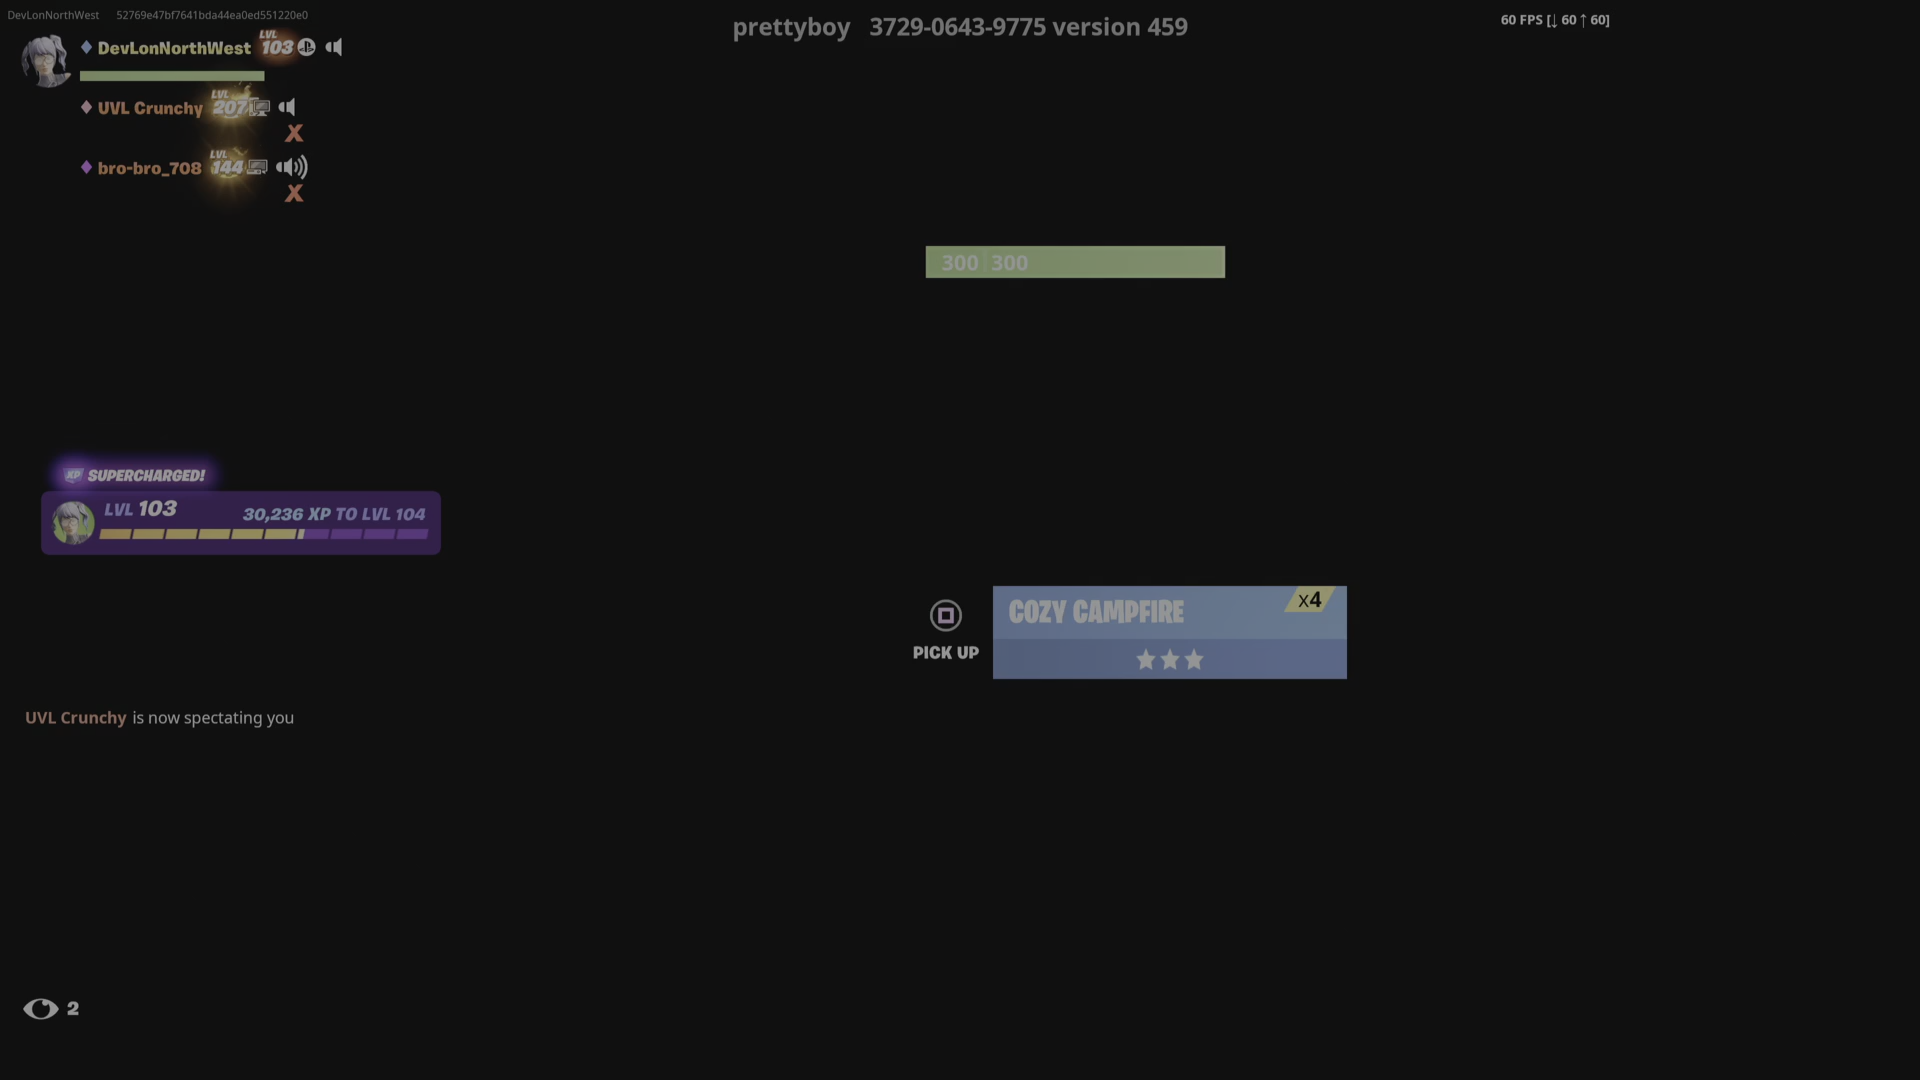 DevLonNorthWest 52769e47bf7641bda44ea0ed551220e0
prettyboy 3729-0643-9775 version 459
60 FPS [↓ 60 ↑ 60]
DevLonNorthWest LVL 103
UVL Crunchy LVL 207
X
bro-bro_708 LVL 144
X
300 | 300
XP SUPERCHARGED!
LVL 103 30,236 XP TO LVL 104
COZY CAMPFIRE x4
PICK UP
UVL Crunchy is now spectating you
2